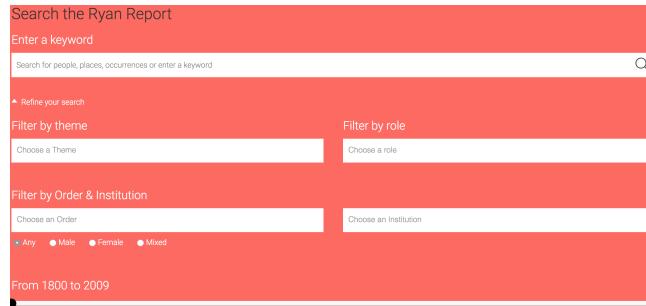 Search the Ryan Report
Enter a keyword
Search for people, places, occurrences or enter a keyword
Refine your search
Filter by theme Filter by role
Choose a Theme Choose a role
Filter by Order & Institution
Choose an Order Choose an Institution
Any Male Female Mixed
From 1800 to 2009